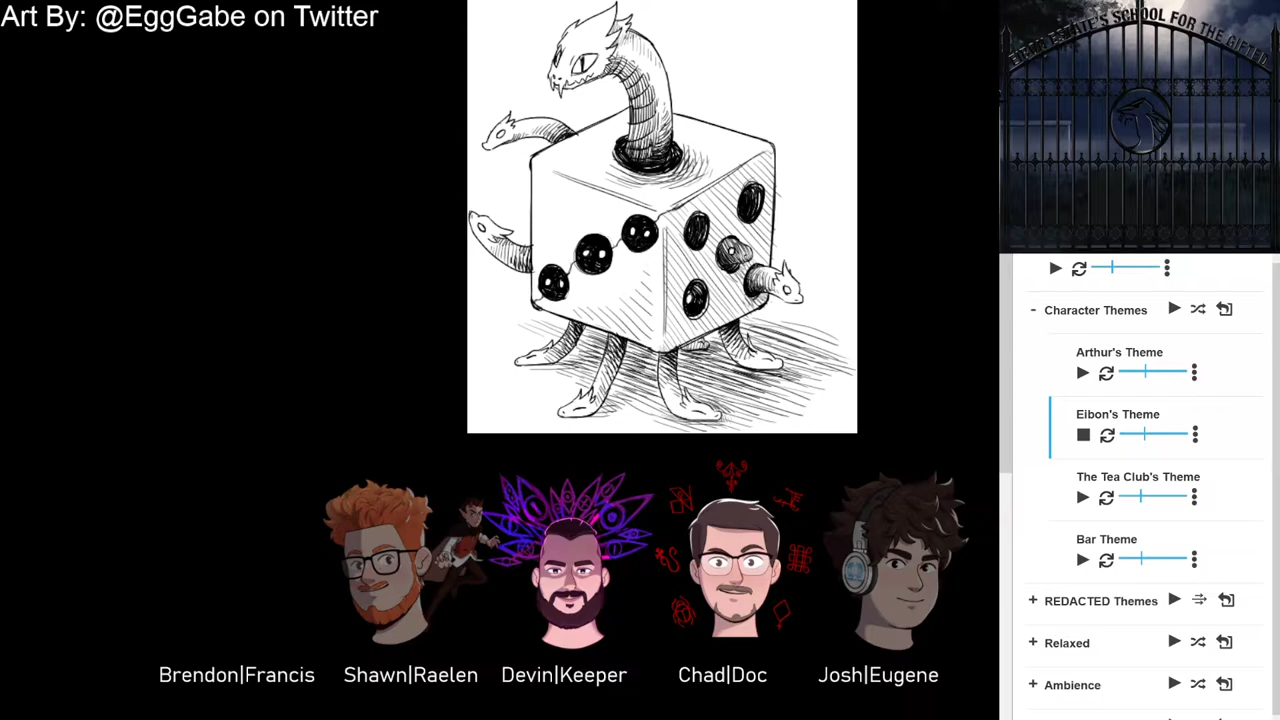 Art By: @EggGabe on Twitter
EIBON ESTATE'S SCHOOL FOR THE GIFTED
- Character Themes
Arthur's Theme
Eibon's Theme
The Tea Club's Theme
Bar Theme
+ REDACTED Themes
+ Relaxed
+ Ambience
Brendon|Francis
Shawn|Raelen
Devin|Keeper
Chad|Doc
Josh|Eugene